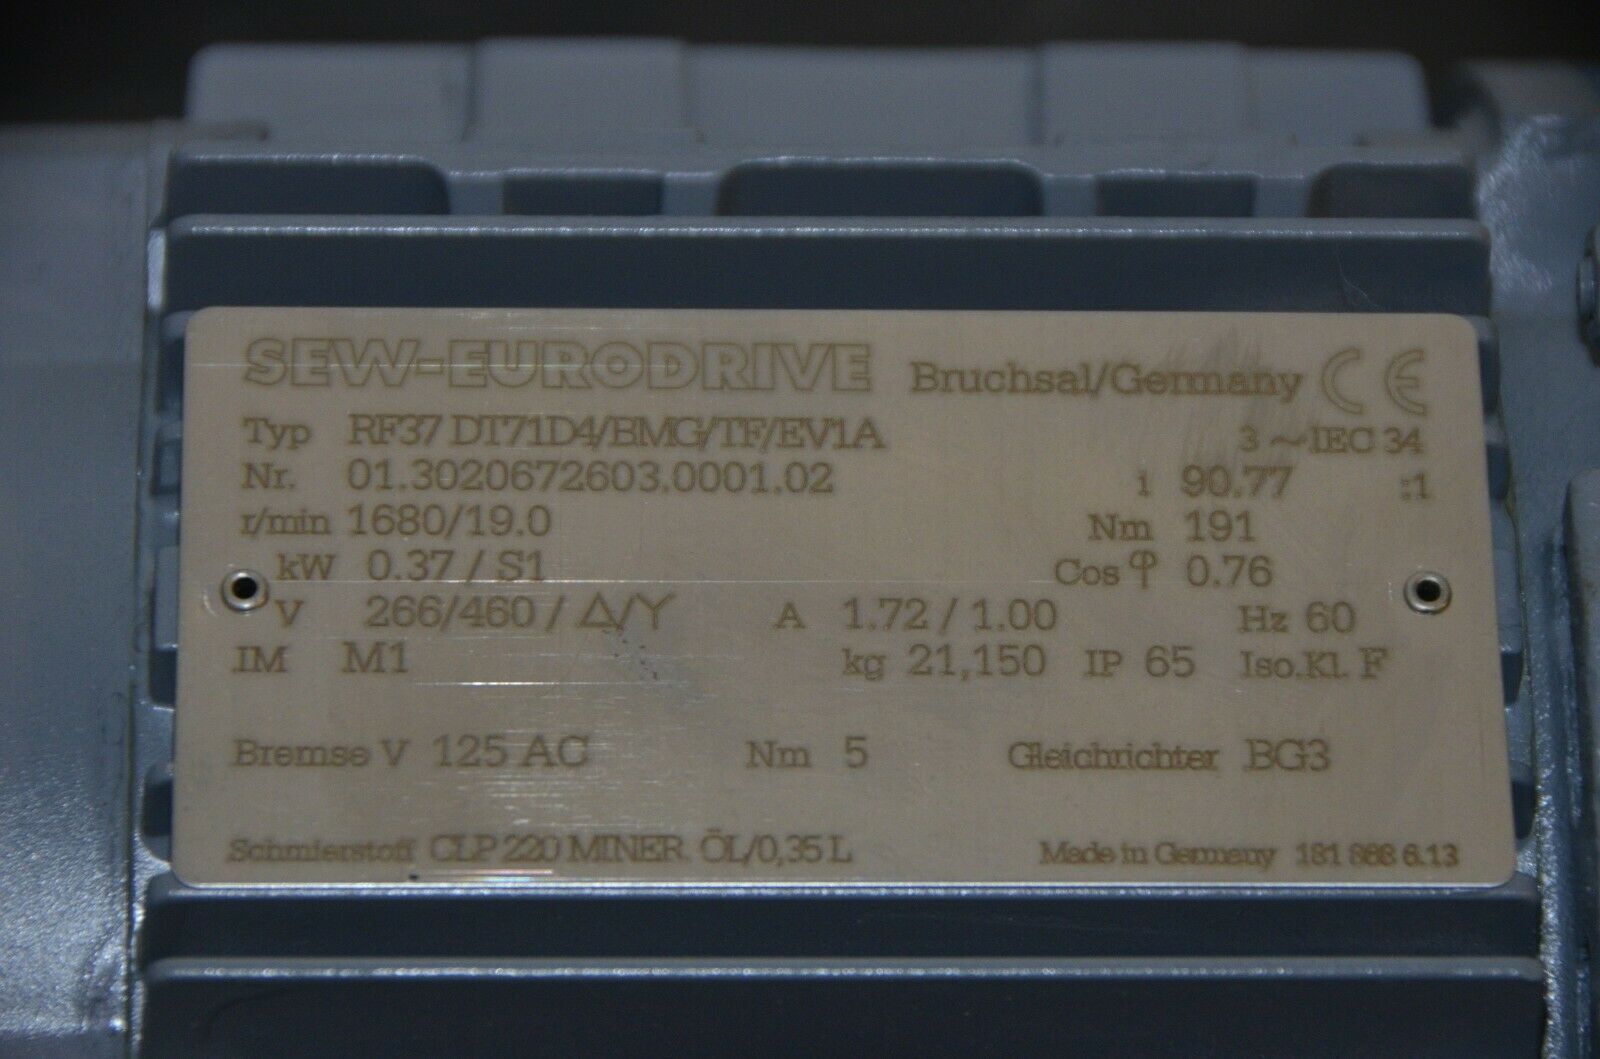 SEW-EURODRIVE Bruchsal/Germany CE
Typ RF37 DT71D4/BMG/TF/EV1A 3 ~ IEC 34
Nr. 01.3020672603.0001.02 i 90.77 :1
r/min 1680/19.0 Nm 191
kW 0.37 / S1 Cos φ 0.76
V 266/460 / Δ/Y A 1.72 / 1.00 Hz 60
IM M1 kg 21,150 IP 65 Iso.Kl. F
Bremse V 125 AC Nm 5 Gleichrichter BG3
Schmierstoff CLP 220 MINER. ÖL/0,35 L Made in Germany 181 868 6.13